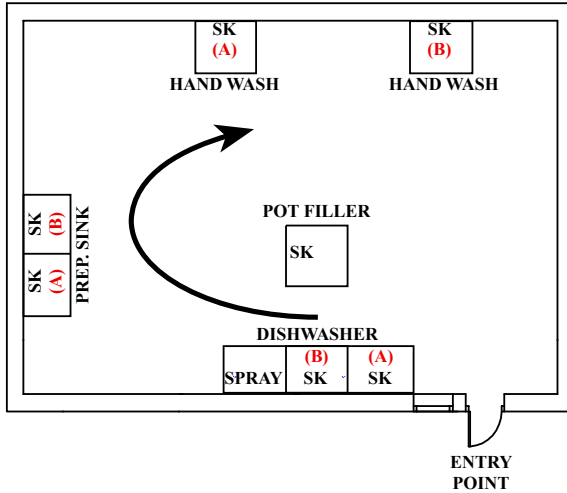 SK
(A)
HAND WASH
SK
(B)
HAND WASH
SK
(B)
SK
(A)
PREP. SINK
POT FILLER
SK
DISHWASHER
SPRAY
(B)
SK
(A)
SK
ENTRY
POINT